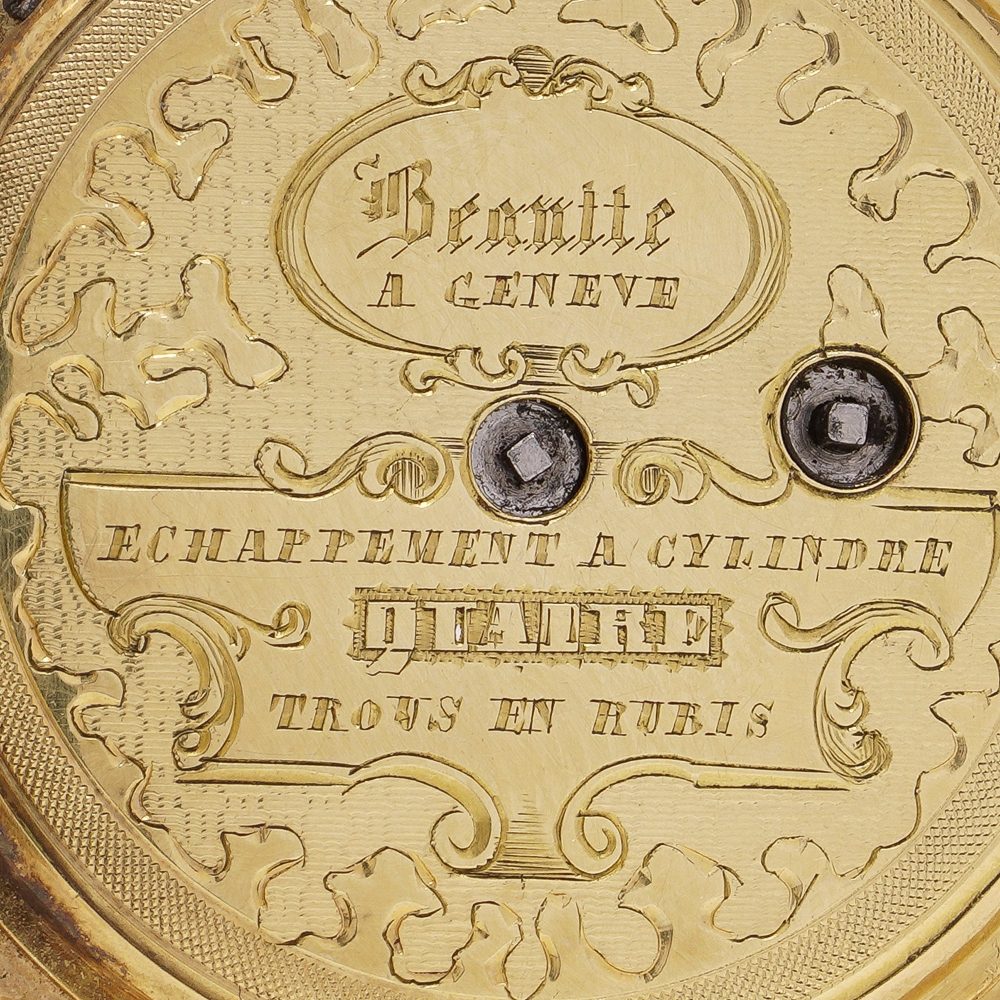 Beautte
A GENEVE
ECHAPPEMENT A CYLINDRE
QUATRE
TROUS EN RUBIS